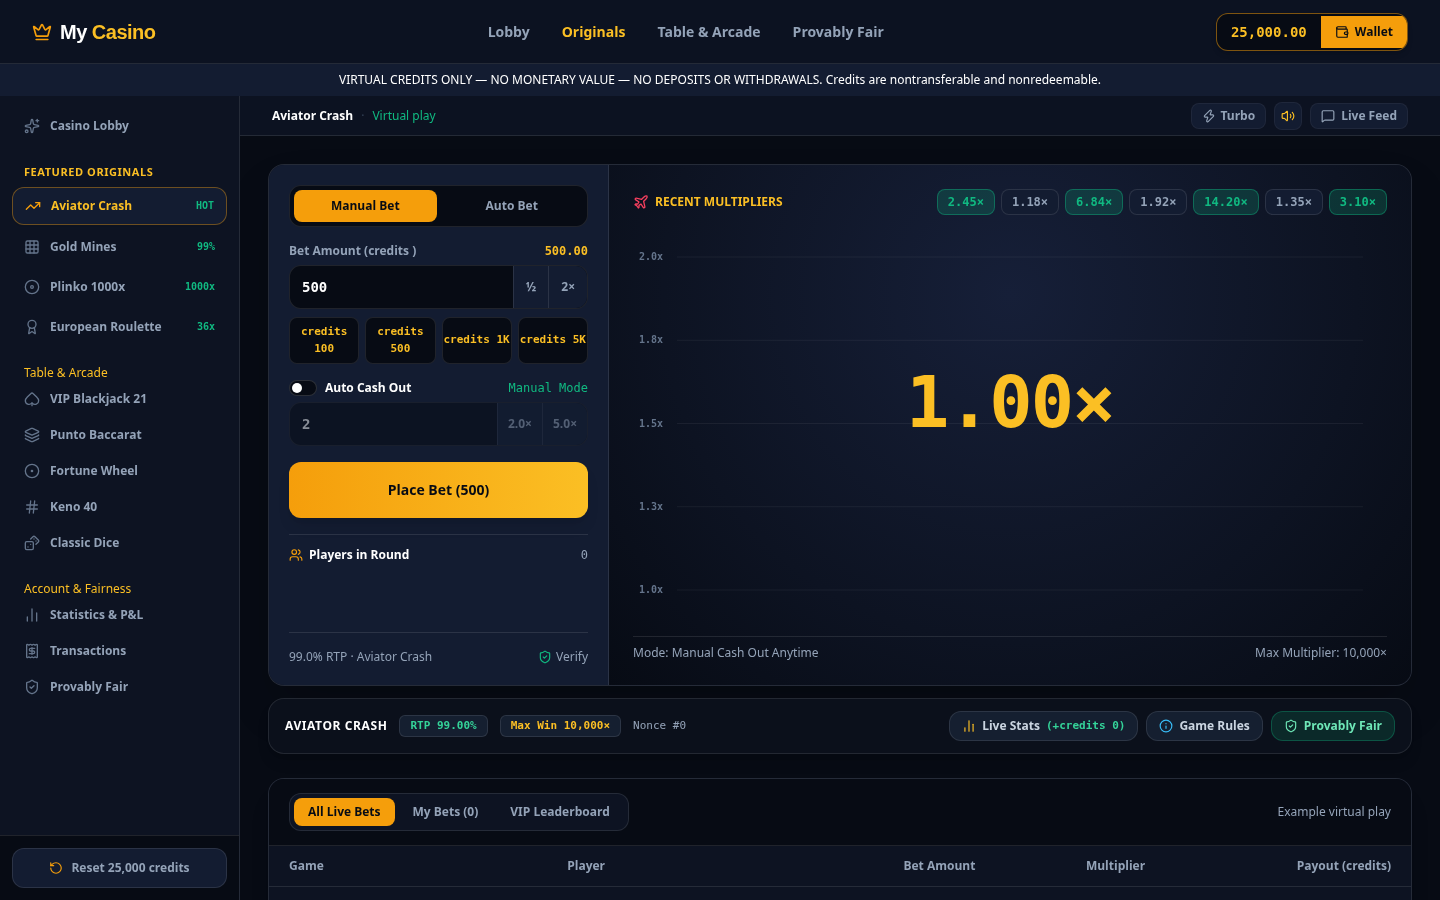 My Casino
Lobby
Originals
Table & Arcade
Provably Fair
25,000.00
Wallet
VIRTUAL CREDITS ONLY — NO MONETARY VALUE — NO DEPOSITS OR WITHDRAWALS. Credits are nontransferable and nonredeemable.
Casino Lobby
FEATURED ORIGINALS
Aviator Crash HOT
Gold Mines 99%
Plinko 1000x 1000x
European Roulette 36x
Table & Arcade
VIP Blackjack 21
Punto Baccarat
Fortune Wheel
Keno 40
Classic Dice
Account & Fairness
Statistics & P&L
Transactions
Provably Fair
Reset 25,000 credits
Aviator Crash · Virtual play
Turbo
Live Feed
Manual Bet
Auto Bet
Bet Amount (credits ) 500.00
500 ½ 2×
credits 100
credits 500
credits 1K
credits 5K
Auto Cash Out Manual Mode
2 2.0× 5.0×
Place Bet (500)
Players in Round 0
99.0% RTP · Aviator Crash Verify
RECENT MULTIPLIERS
2.45× 1.18× 6.84× 1.92× 14.20× 1.35× 3.10×
2.0x
1.8x
1.00×
1.5x
1.3x
1.0x
Mode: Manual Cash Out Anytime Max Multiplier: 10,000×
AVIATOR CRASH RTP 99.00% Max Win 10,000× Nonce #0
Live Stats (+credits 0)
Game Rules
Provably Fair
All Live Bets
My Bets (0)
VIP Leaderboard
Example virtual play
Game Player Bet Amount Multiplier Payout (credits)